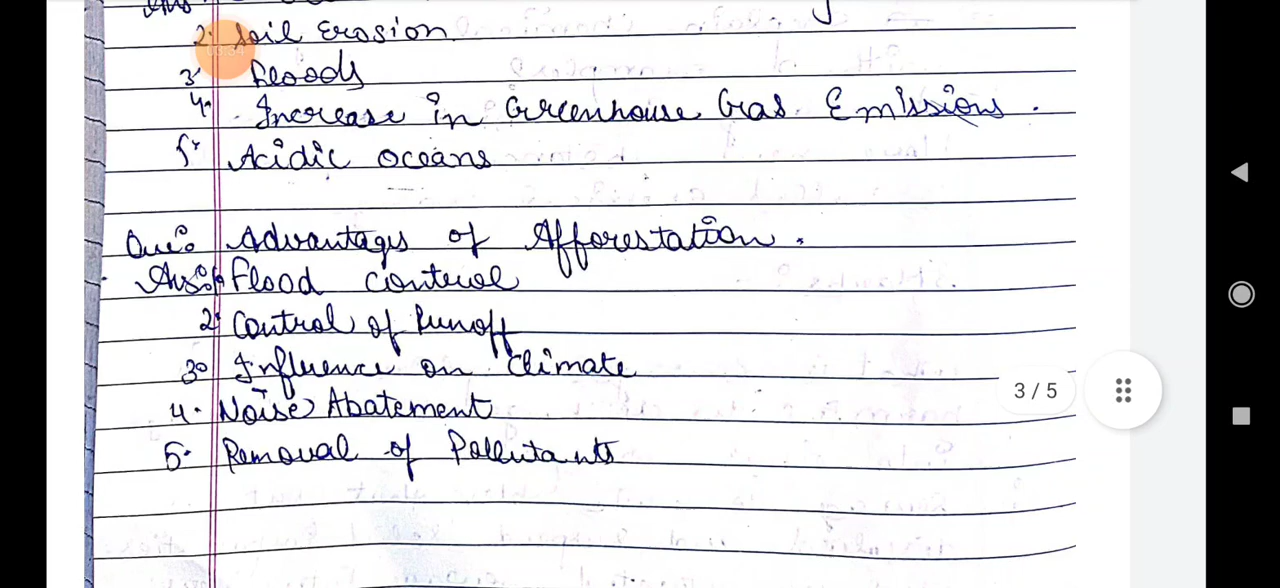 2. Soil Erosion
3. Floods
4. Increase in Greenhouse Gas Emissions.
5. Acidic oceans
Que: Advantages of Afforestation.
Ans: Flood control
2. Control of Runoff
3. Influence on Climate
4. Noise Abatement
5. Removal of Pollutants
3 / 5